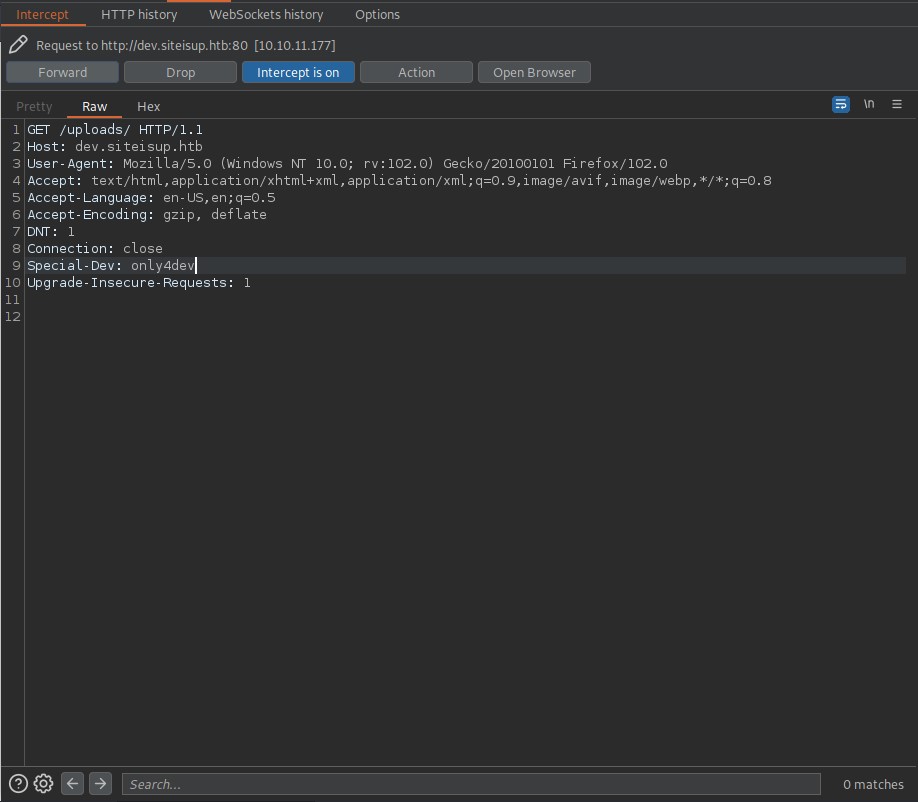 Intercept HTTP history WebSockets history Options
Request to http://dev.siteisup.htb:80 [10.10.11.177]
Forward Drop Intercept is on Action Open Browser
Pretty Raw Hex \n
1 GET /uploads/ HTTP/1.1
2 Host: dev.siteisup.htb
3 User-Agent: Mozilla/5.0 (Windows NT 10.0; rv:102.0) Gecko/20100101 Firefox/102.0
4 Accept: text/html,application/xhtml+xml,application/xml;q=0.9,image/avif,image/webp,*/*;q=0.8
5 Accept-Language: en-US,en;q=0.5
6 Accept-Encoding: gzip, deflate
7 DNT: 1
8 Connection: close
9 Special-Dev: only4dev
10 Upgrade-Insecure-Requests: 1
11
12
Search... 0 matches